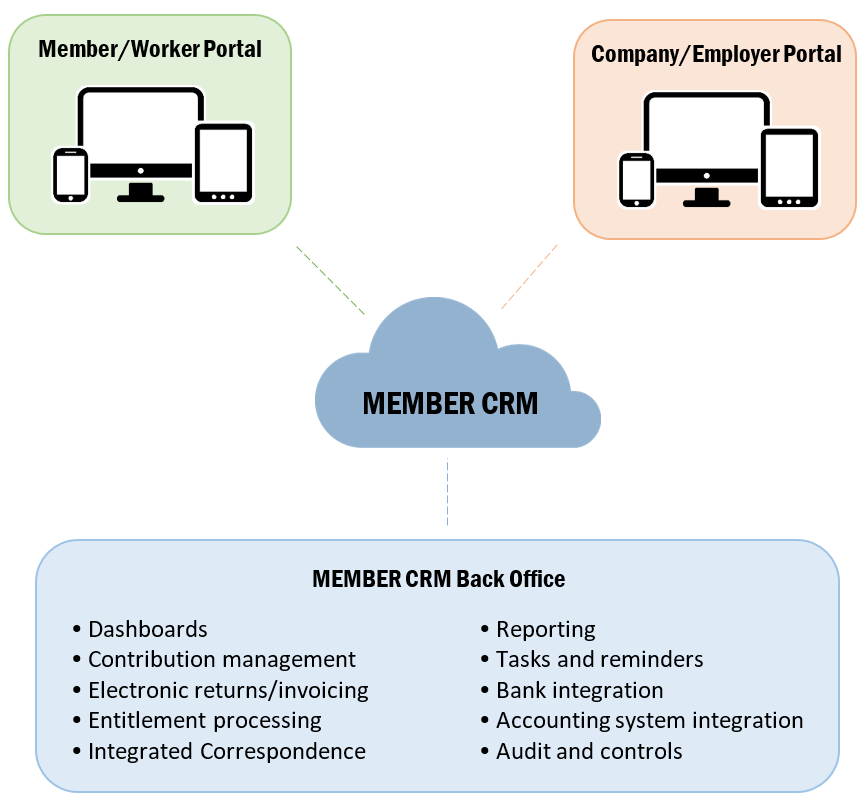 Member/Worker Portal
Company/Employer Portal
MEMBER CRM
MEMBER CRM Back Office
• Dashboards
• Contribution management
• Electronic returns/invoicing
• Entitlement processing
• Integrated Correspondence
• Reporting
• Tasks and reminders
• Bank integration
• Accounting system integration
• Audit and controls